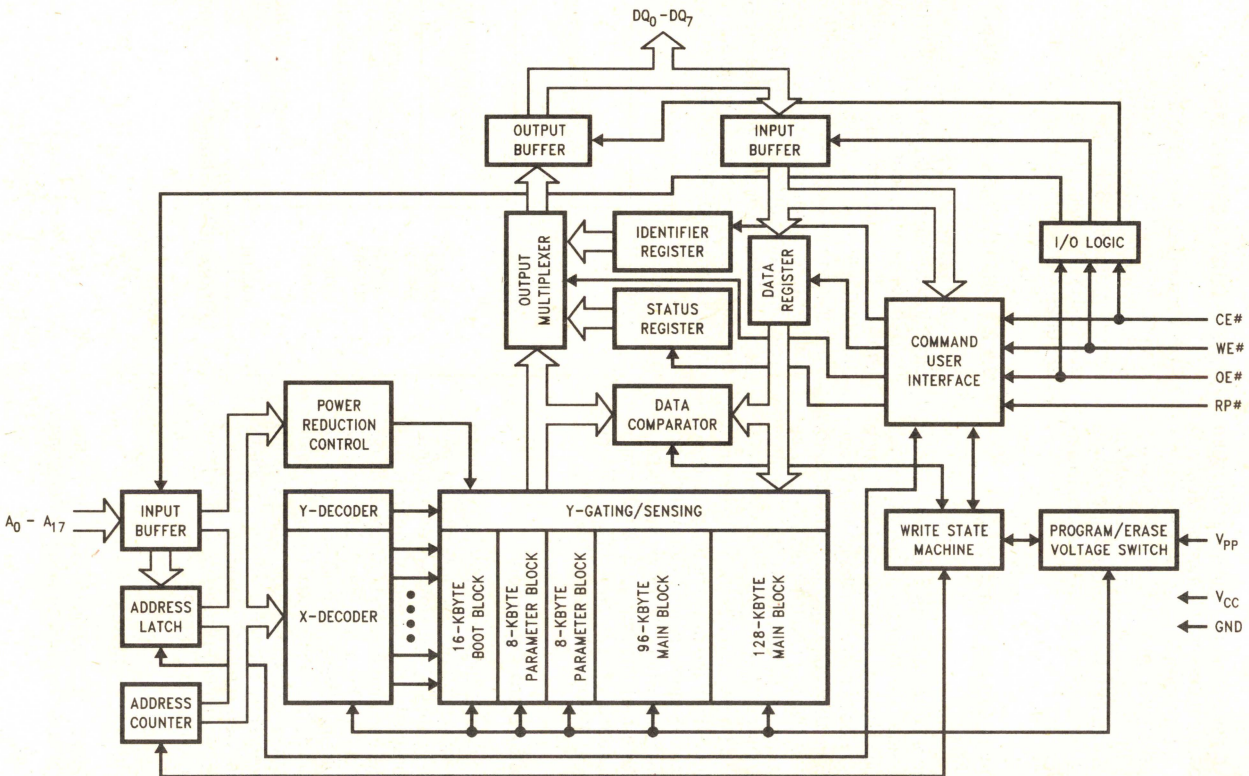 DQ₀-DQ₇
OUTPUT
BUFFER
INPUT
BUFFER
OUTPUT
MULTIPLEXER
IDENTIFIER
REGISTER
DATA
REGISTER
I/O LOGIC
STATUS
REGISTER
COMMAND
USER
INTERFACE
CE#
WE#
OE#
RP#
POWER
REDUCTION
CONTROL
DATA
COMPARATOR
A₀ - A₁₇
INPUT
BUFFER
Y-DECODER
Y-GATING/SENSING
WRITE STATE
MACHINE
PROGRAM/ERASE
VOLTAGE SWITCH
V_PP
ADDRESS
LATCH
X-DECODER
16-KBYTE
BOOT BLOCK
8-KBYTE
PARAMETER BLOCK
8-KBYTE
PARAMETER BLOCK
96-KBYTE
MAIN BLOCK
128-KBYTE
MAIN BLOCK
V_CC
GND
ADDRESS
COUNTER